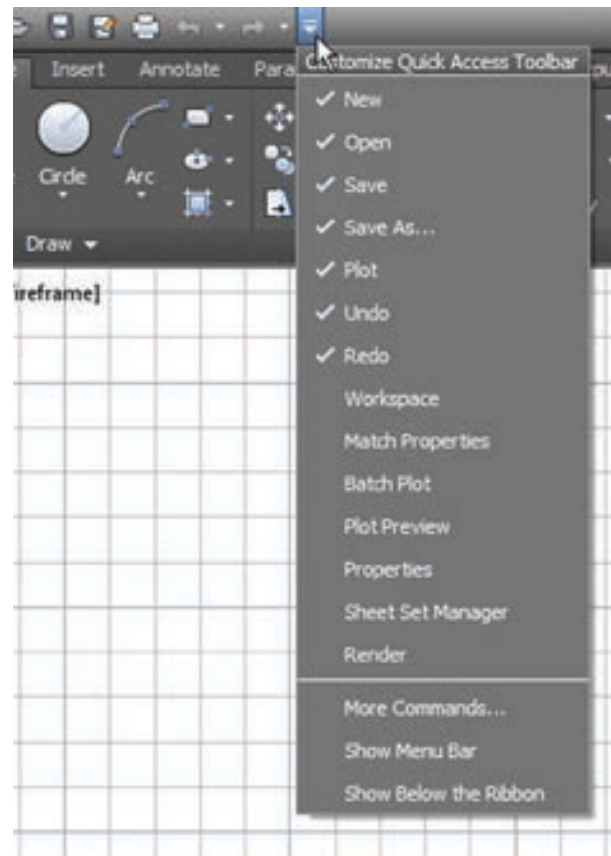 Insert Annotate Para
Customize Quick Access Toolbar
New
Open
Save
Save As...
Plot
Undo
Redo
Workspace
Match Properties
Batch Plot
Plot Preview
Properties
Sheet Set Manager
Render
More Commands...
Show Menu Bar
Show Below the Ribbon
Circle Arc
Draw
ireframe]